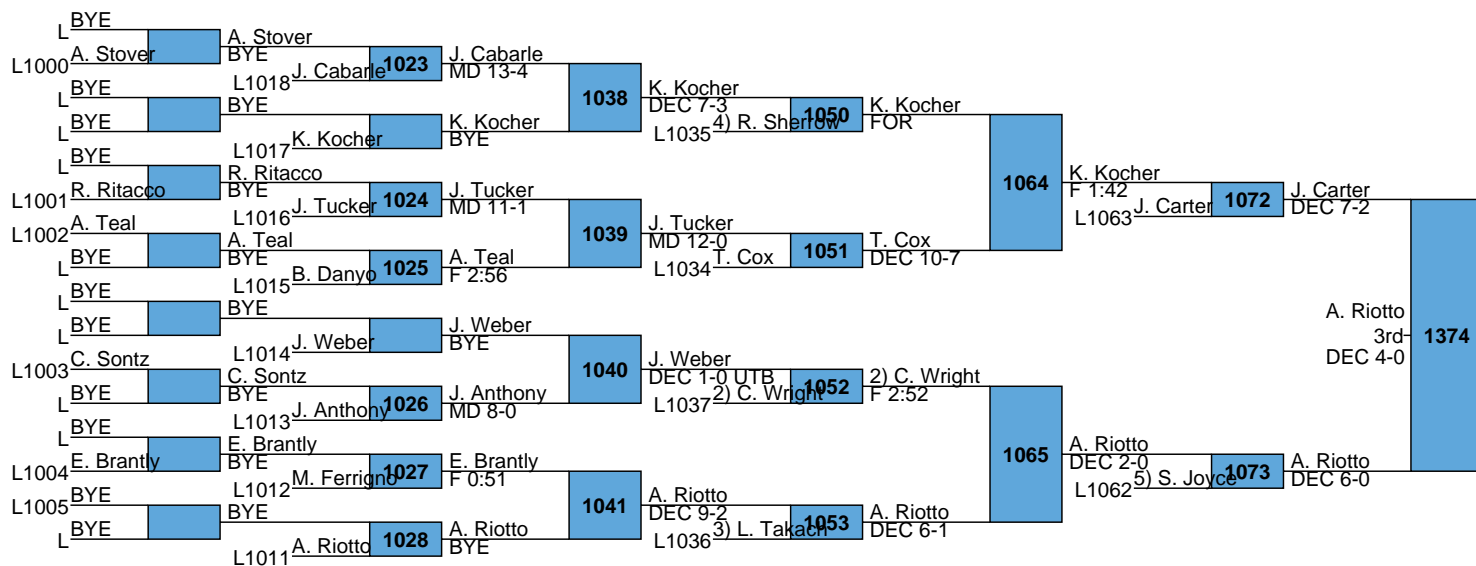 BYE
L
A. Stover
L1000
BYE
L
BYE
L
BYE
L
R. Ritacco
L1001
A. Teal
L1002
BYE
L
BYE
L
BYE
L
C. Sontz
L1003
BYE
L
BYE
L
E. Brantly
L1004
BYE
L1005
BYE
L
A. Stover
BYE
J. Cabarle
L1018
BYE
K. Kocher
L1017
R. Ritacco
BYE
J. Tucker
L1016
A. Teal
BYE
B. Danyo
L1015
BYE
J. Weber
L1014
C. Sontz
BYE
J. Anthony
L1013
E. Brantly
BYE
M. Ferrigno
L1012
BYE
A. Riotto
L1011
1023
1024
1025
1026
1027
1028
J. Cabarle
MD 13-4
K. Kocher
BYE
J. Tucker
MD 11-1
A. Teal
F 2:56
J. Weber
BYE
J. Anthony
MD 8-0
E. Brantly
F 0:51
A. Riotto
BYE
1038
1039
1040
1041
K. Kocher
DEC 7-3
4) R. Sherrow
L1035
J. Tucker
MD 12-0
T. Cox
L1034
J. Weber
DEC 1-0 UTB
2) C. Wright
L1037
A. Riotto
DEC 9-2
3) L. Takach
L1036
1050
1051
1052
1053
K. Kocher
FOR
T. Cox
DEC 10-7
2) C. Wright
F 2:52
A. Riotto
DEC 6-1
1064
1065
K. Kocher
F 1:42
J. Carter
L1063
A. Riotto
DEC 2-0
5) S. Joyce
L1062
1072
1073
J. Carter
DEC 7-2
A. Riotto
DEC 6-0
A. Riotto
3rd
DEC 4-0
1374